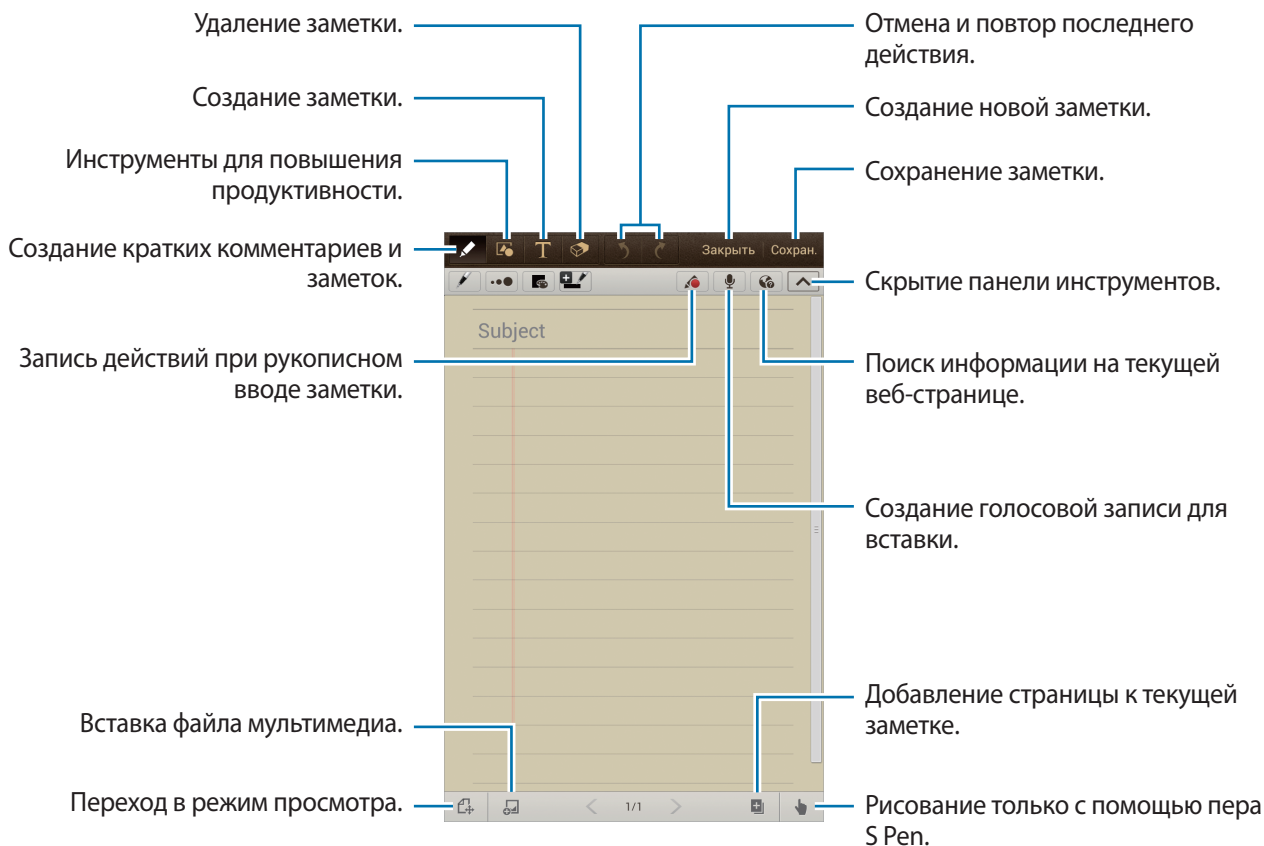 Удаление заметки.
Создание заметки.
Инструменты для повышения
продуктивности.
Создание кратких комментариев и
заметок.
Запись действий при рукописном
вводе заметки.
Вставка файла мультимедиа.
Переход в режим просмотра.
T
Закрыть
Сохран.
Subject
1/1
Отмена и повтор последнего
действия.
Создание новой заметки.
Сохранение заметки.
Скрытие панели инструментов.
Поиск информации на текущей
веб-странице.
Создание голосовой записи для
вставки.
Добавление страницы к текущей
заметке.
Рисование только с помощью пера
S Pen.